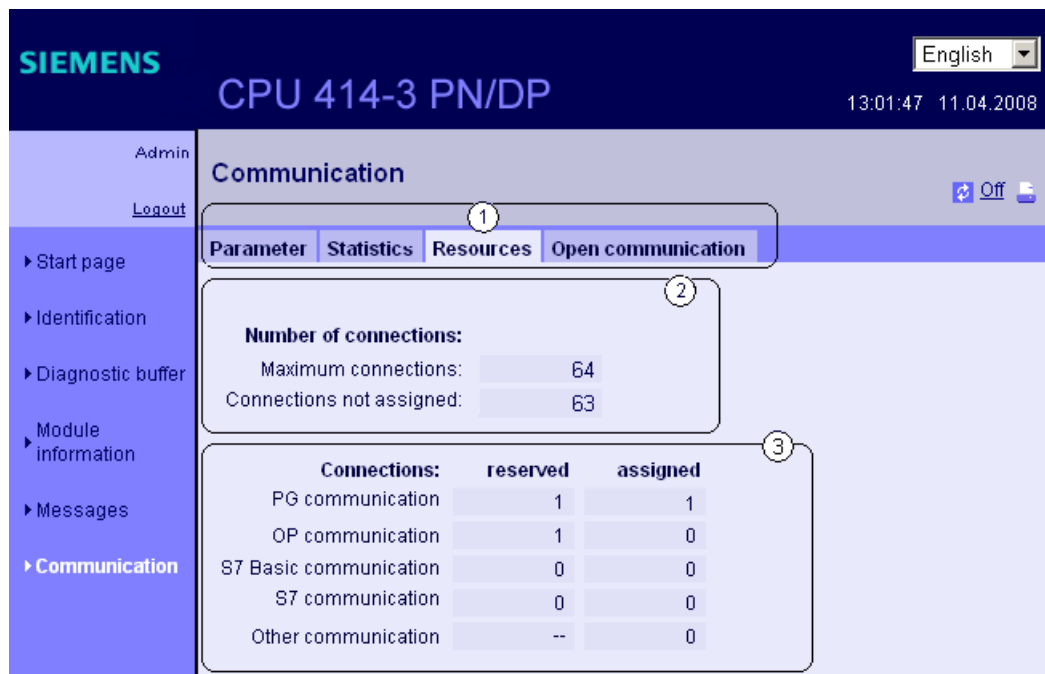 SIEMENS
CPU 414-3 PN/DP
English
13:01:47 11.04.2008
Admin
Logout
Communication
Off
1
Parameter Statistics Resources Open communication
Start page
Identification
Diagnostic buffer
Module
information
Messages
Communication
2
Number of connections:
Maximum connections: 64
Connections not assigned: 63
3
Connections: reserved assigned
PG communication 1 1
OP communication 1 0
S7 Basic communication 0 0
S7 communication 0 0
Other communication -- 0